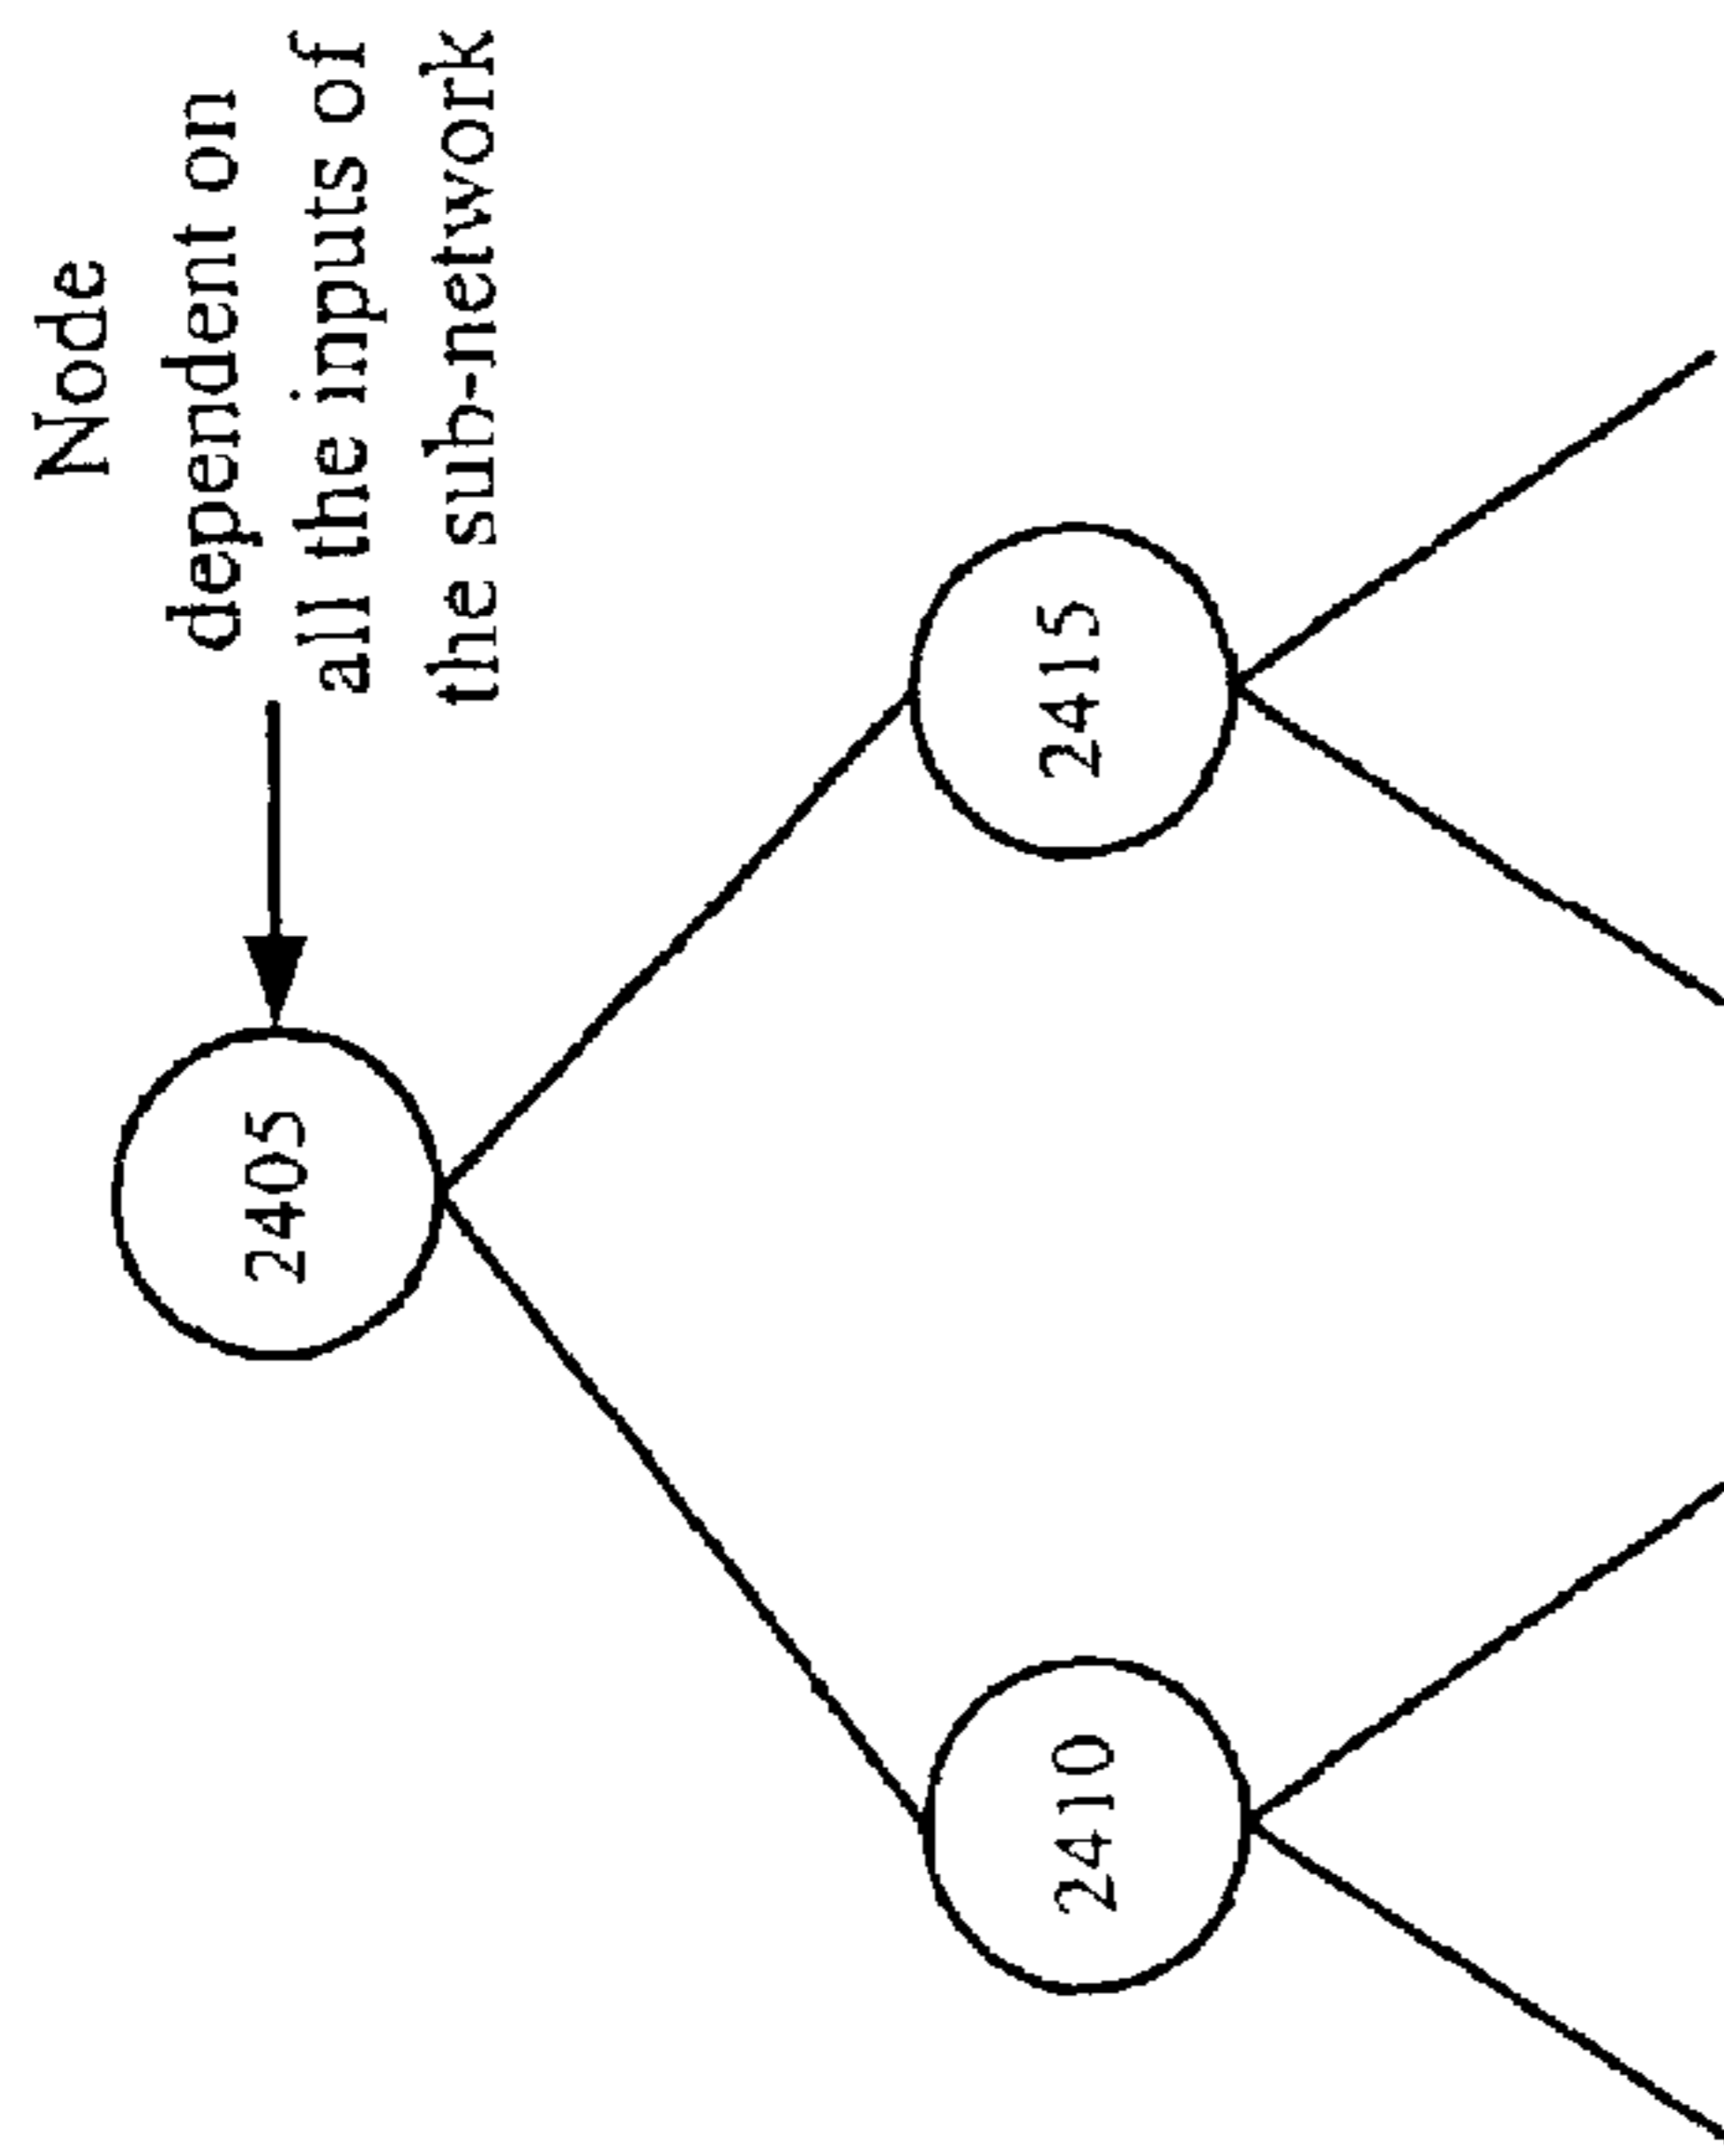 Node
dependent on
all the inputs of
the sub-network
2405
2410
2415